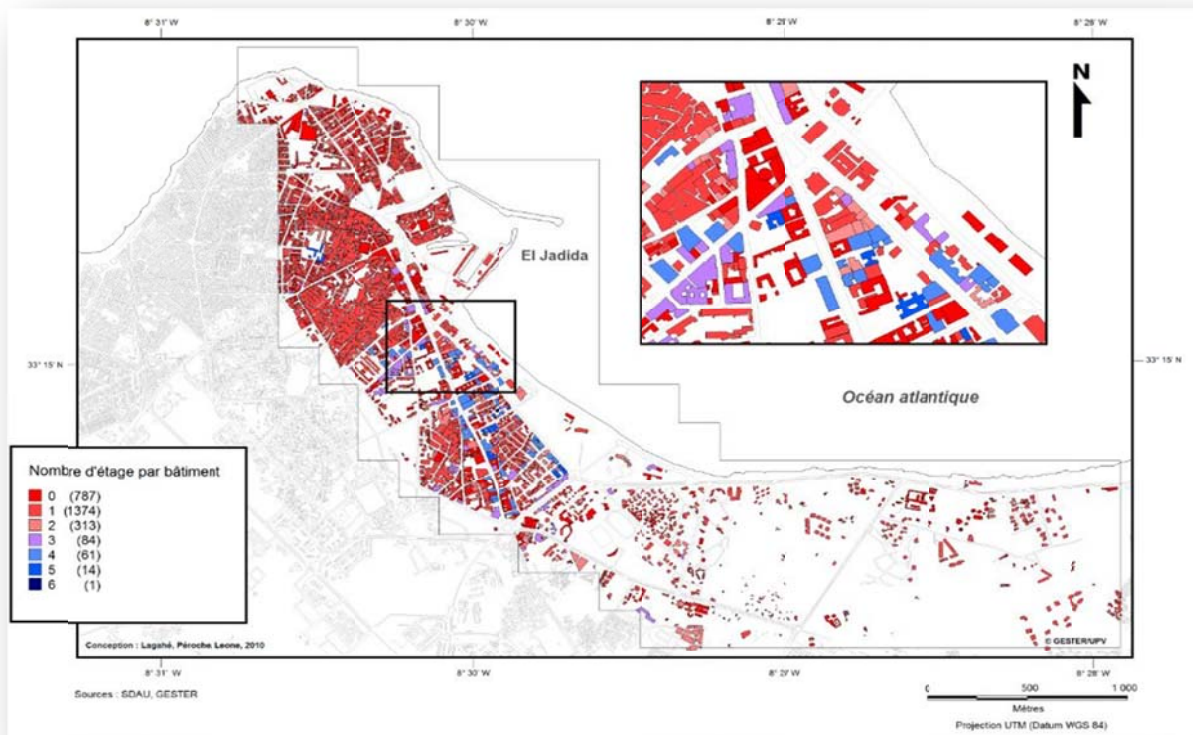 8° 31' W
8° 30' W
8° 21' W
8° 28' W
N
El Jadida
33° 15' N
33° 15' N
Océan atlantique
Nombre d'étage par bâtiment
0 (787)
1 (1374)
2 (313)
3 (84)
4 (61)
5 (14)
6 (1)
Conception : Lagahé, Péroche Leone, 2010
© GESTER/UPV
8° 31' W
8° 30' W
8° 21' W
8° 28' W
Sources : SDAU, GESTER
0 500 1 000
Mètres
Projection UTM (Datum WGS 84)